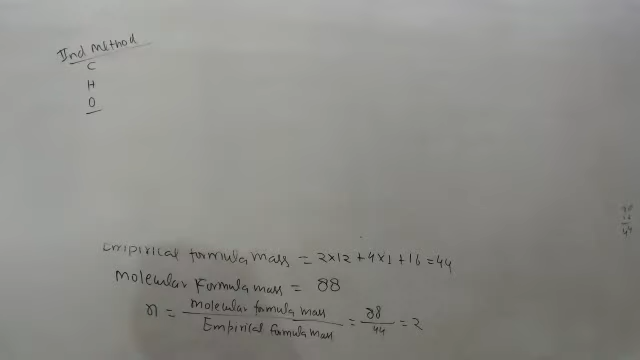 IInd Method
C
H
O
Empirical formula mass = 2×12 + 4×1 + 16 = 44
Molecular Formula mass = 88
n = Molecular formula mass / Empirical formula mass = 88 / 44 = 2
44